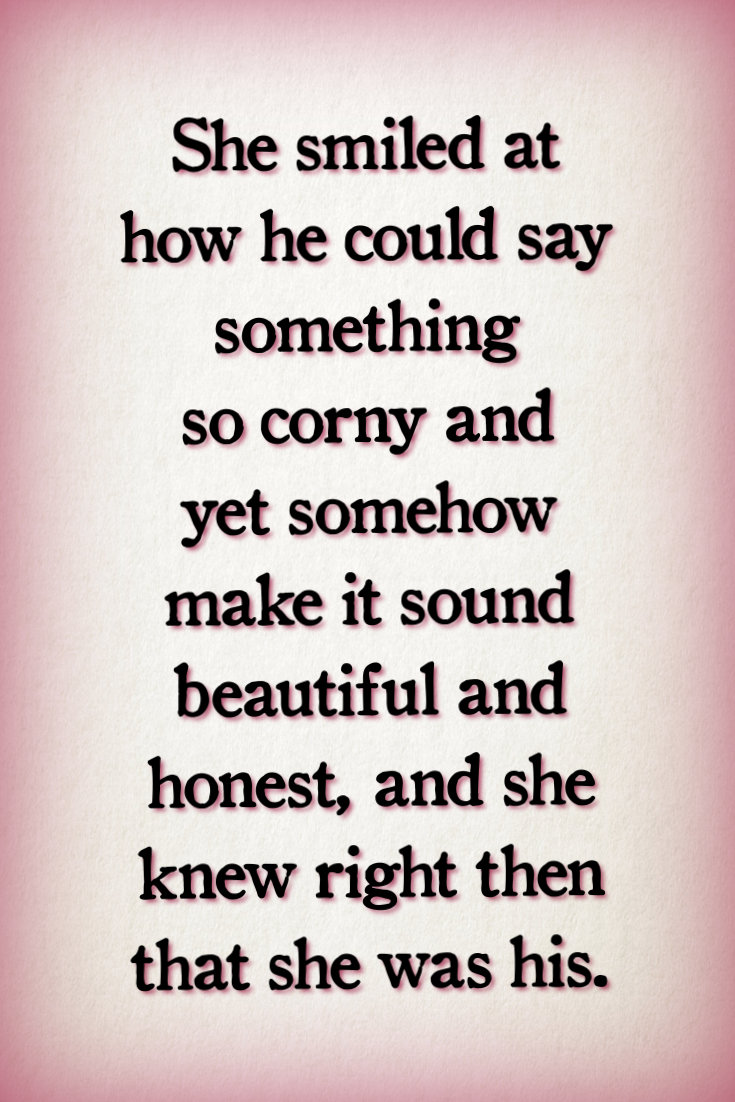 She smiled at
how he could say
something
so corny and
yet somehow
make it sound
beautiful and
honest, and she
knew right then
that she was his.